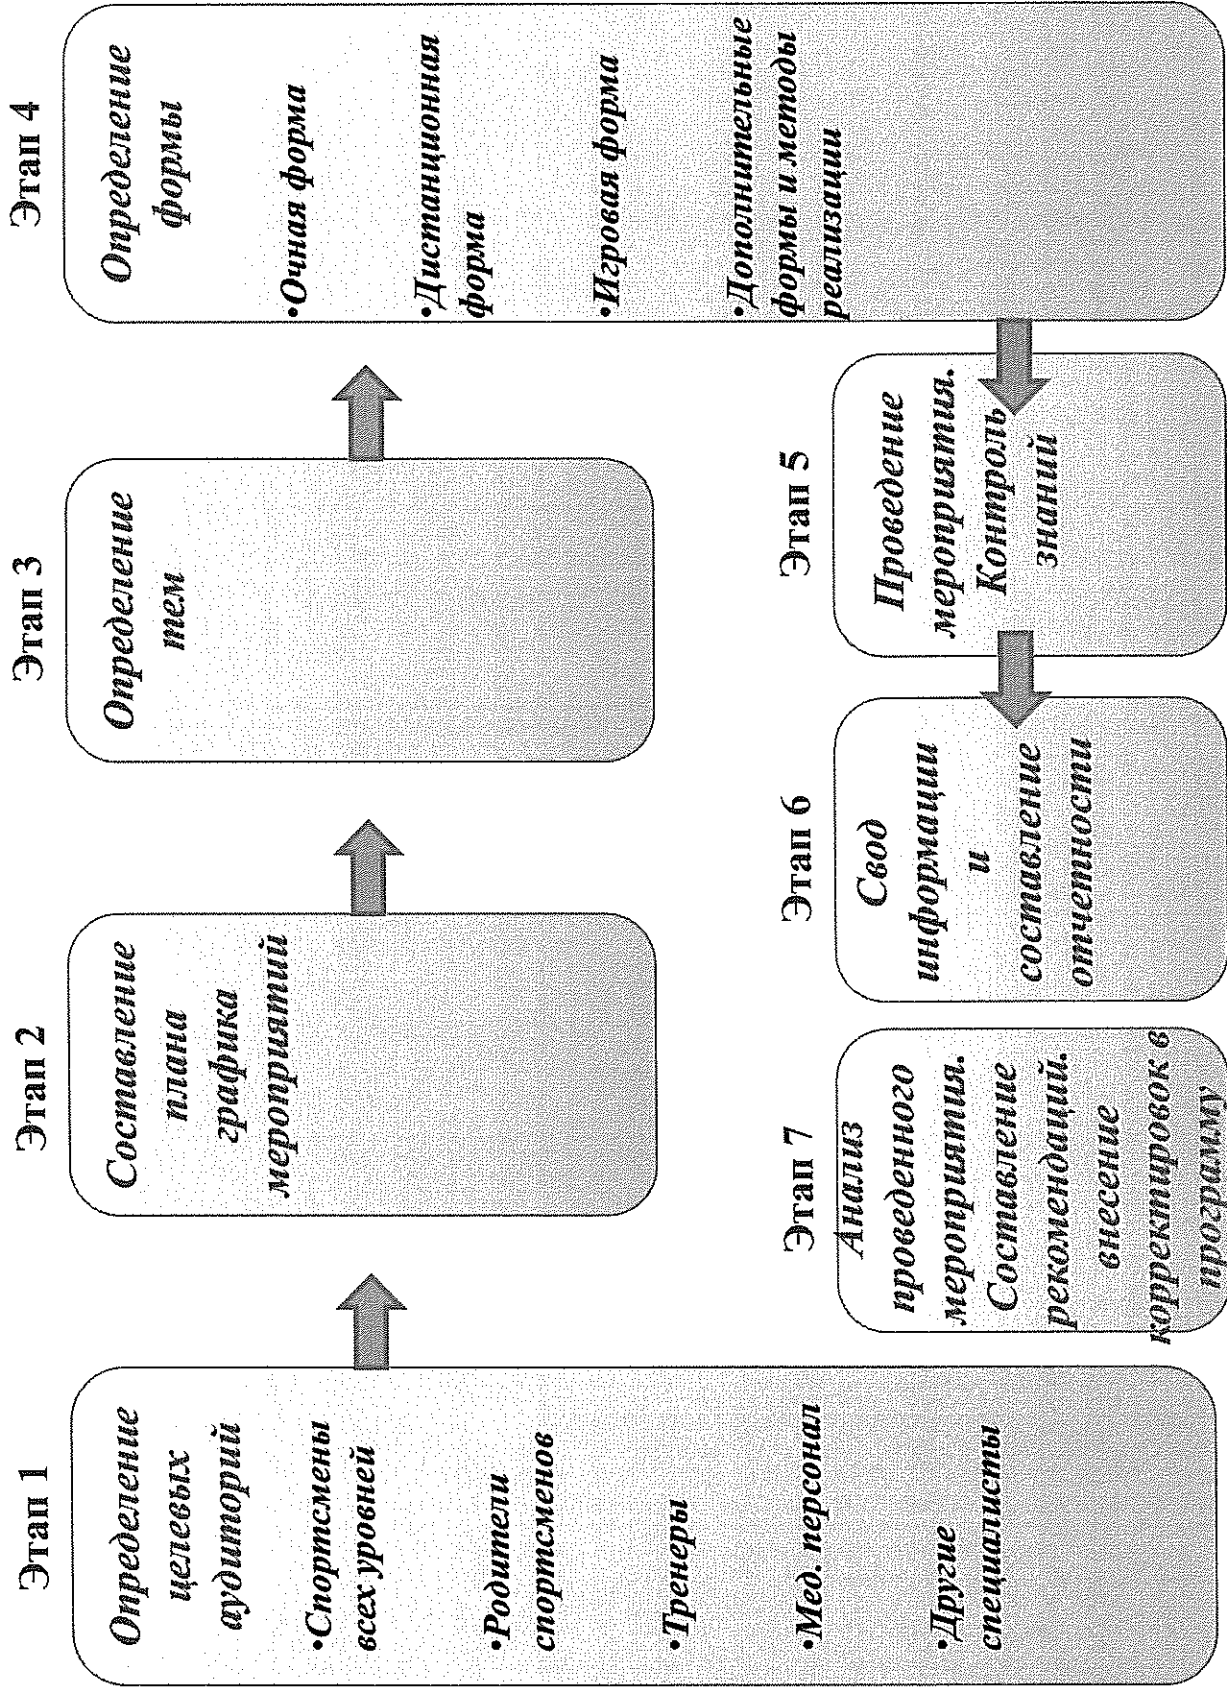 Этап 1
Определение
целевых
аудиторий
•Спортсмены
всех уровней
•Родители
спортсменов
•Тренеры
•Мед. персонал
•Другие
специалисты
Этап 2
Составление
плана
графика
мероприятий
Этап 3
Определение
тем
Этап 4
Определение
формы
•Очная форма
•Дистанционная
форма
•Игровая форма
•Дополнительные
формы и методы
реализации
Этап 5
Проведение
мероприятия.
Контроль
знаний
Этап 6
Свод
информации
и
составление
отчетности
Этап 7
Анализ
проведенного
мероприятия.
Составление
рекомендаций.
внесение
корректировок в
программу